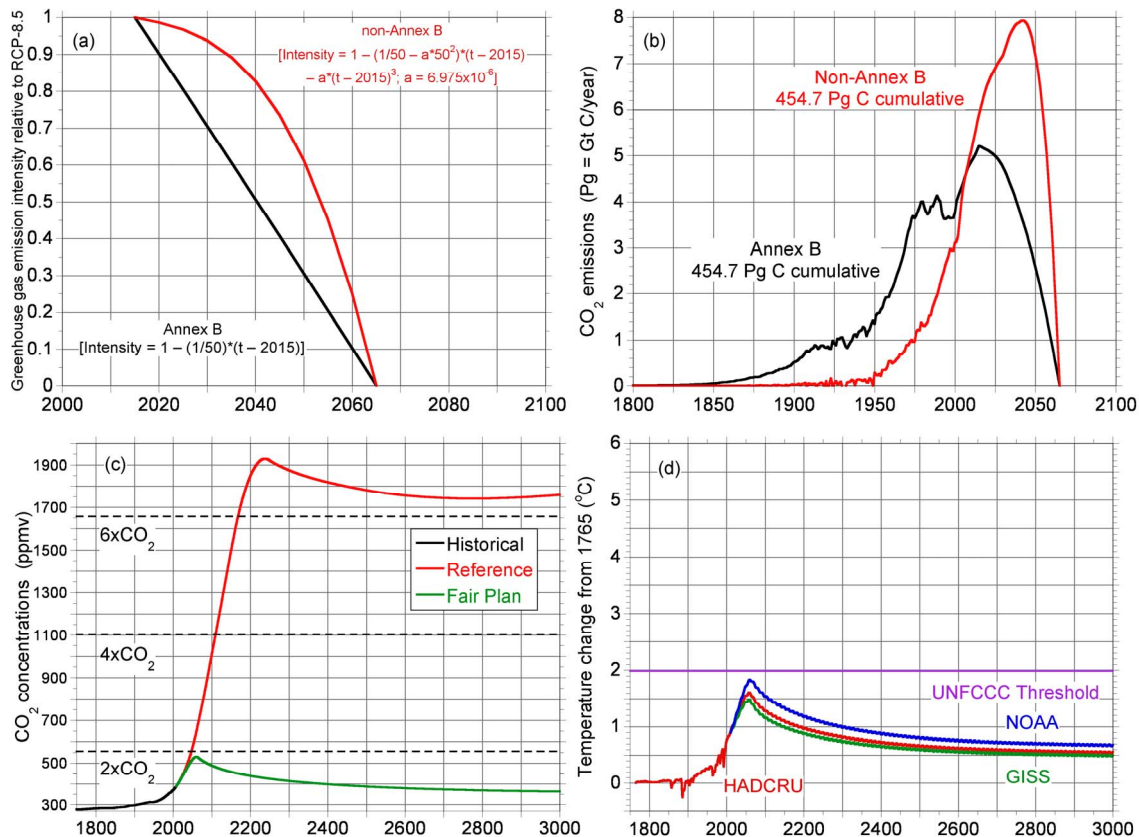 (a)
non-Annex B
[Intensity = 1 – (1/50 – a*50²)*(t – 2015)
– a*(t – 2015)³; a = 6.975x10⁻⁶]
Annex B
[Intensity = 1 – (1/50)*(t – 2015)]
Greenhouse gas emission intensity relative to RCP-8.5
1
0.9
0.8
0.7
0.6
0.5
0.4
0.3
0.2
0.1
0
2000 2020 2040 2060 2080 2100
(b)
Non-Annex B
454.7 Pg C cumulative
Annex B
454.7 Pg C cumulative
CO₂ emissions (Pg = Gt C/year)
8
7
6
5
4
3
2
1
0
1800 1850 1900 1950 2000 2050 2100
(c)
6xCO₂
Historical
Reference
Fair Plan
4xCO₂
2xCO₂
CO₂ concentrations (ppmv)
1900
1700
1500
1300
1100
900
700
500
300
1800 2000 2200 2400 2600 2800 3000
(d)
UNFCCC Threshold
NOAA
HADCRU
GISS
Temperature change from 1765 (°C)
6
5
4
3
2
1
0
1800 2000 2200 2400 2600 2800 3000